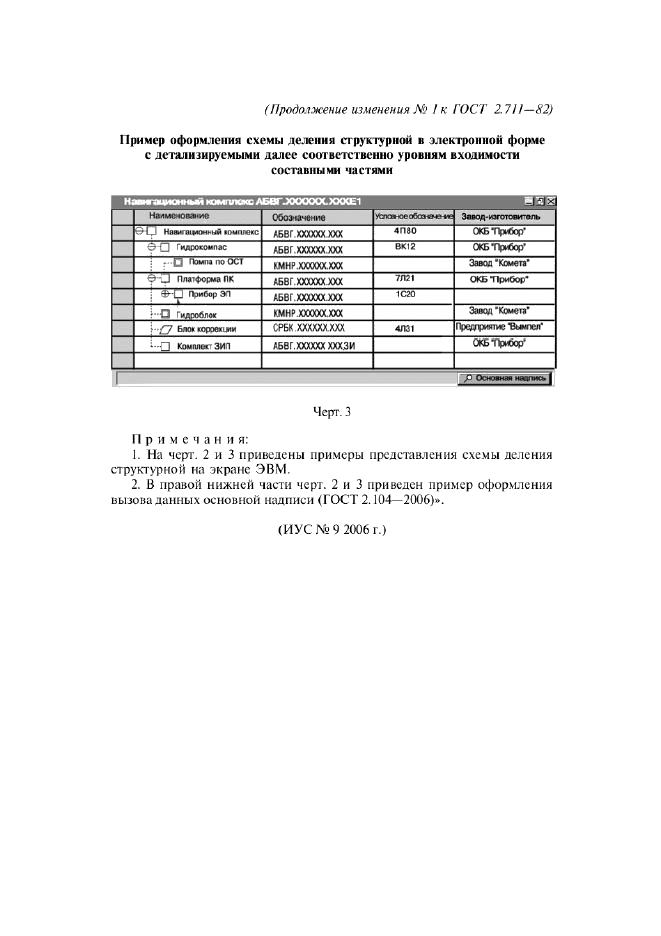 (Продолжение изменения № 1 к ГОСТ 2.711—82)
Пример оформления схемы деления структурной в электронной форме
с детализируемыми далее соответственно уровням входимости
составными частями
Навигационный комплекс АБВГ.XXXXXX.XXXE1
Наименование Обозначение Условное обозначение Завод-изготовитель
Навигационный комплекс АБВГ.XXXXXX.XXX 4П80 ОКБ "Прибор"
Гидрокомпас АБВГ.XXXXXX.XXX ВК12 ОКБ "Прибор"
Помпа по ОСТ КМНР.XXXXXX.XXX Завод "Комета"
Платформа ПК АБВГ.XXXXXX.XXX 7Л21 ОКБ "Прибор"
Прибор ЭП АБВГ.XXXXXX.XXX 1С20
Гидроблок КМНР.XXXXXX.XXX Завод "Комета"
Блок коррекции СРБК .XXXXXX.XXX 4Л31 Предприятие "Вымпел"
Комплект ЗИП АБВГ.XXXXXX XXX,ЗИ ОКБ "Прибор"
Основная надпись
Черт. 3
Примечания:
1. На черт. 2 и 3 приведены примеры представления схемы деления
структурной на экране ЭВМ.
2. В правой нижней части черт. 2 и 3 приведен пример оформления
вызова данных основной надписи (ГОСТ 2.104—2006)».
(ИУС № 9 2006 г.)